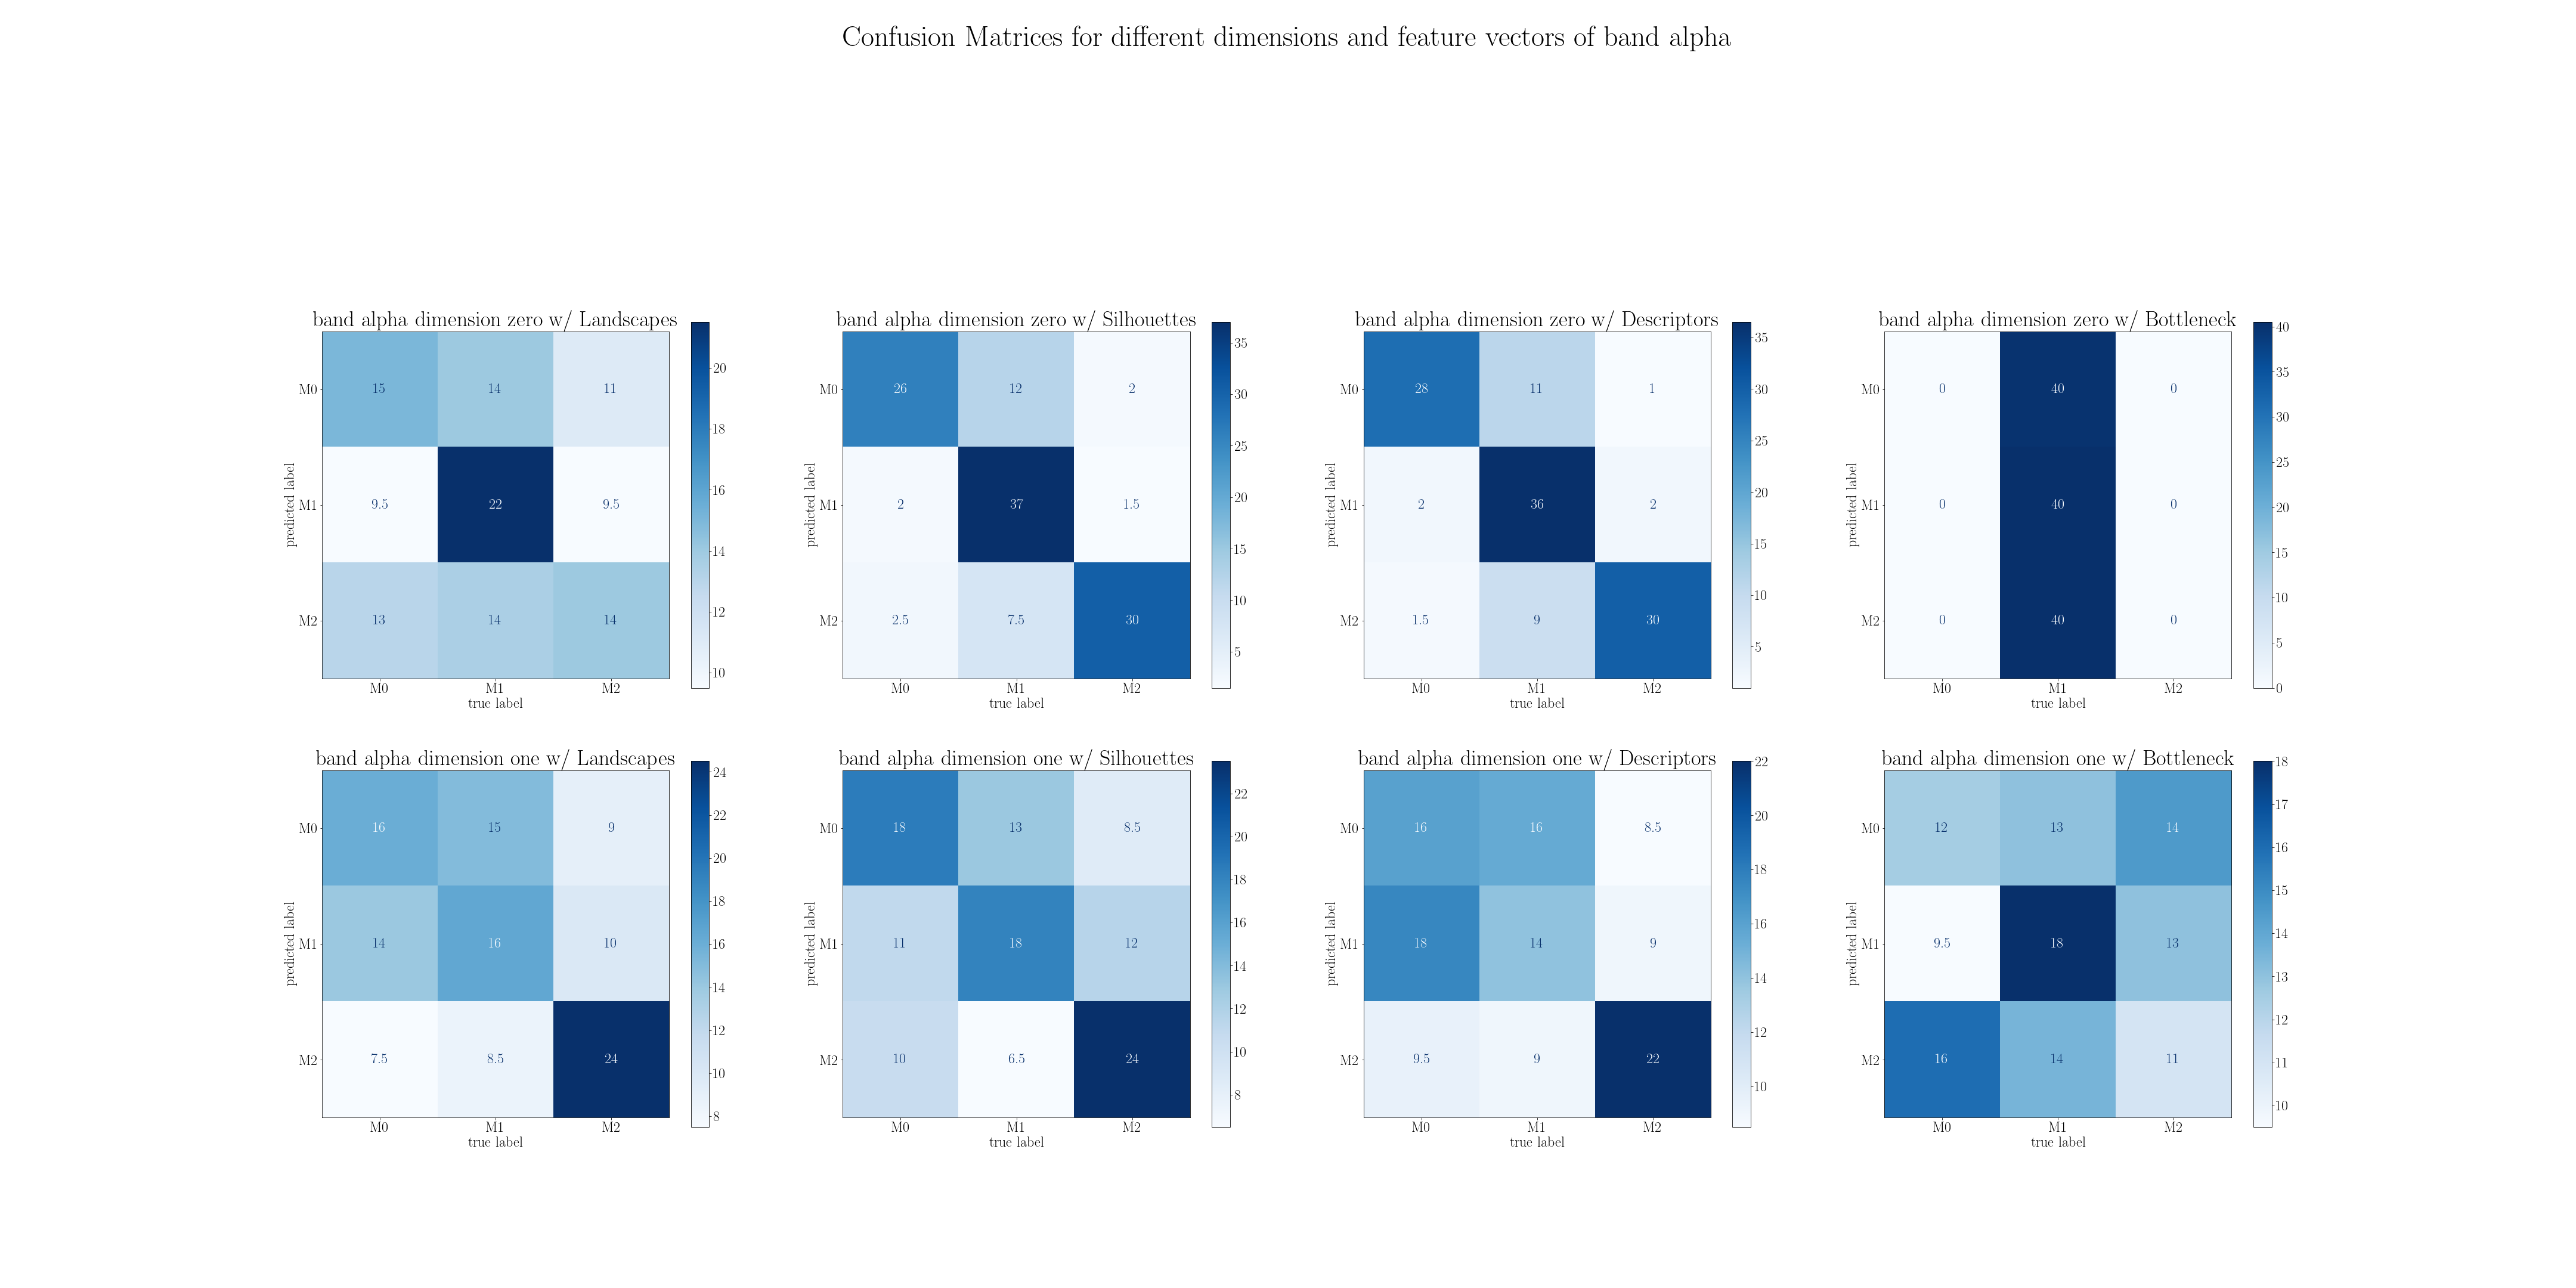 Confusion Matrices for different dimensions and feature vectors of band alpha
band alpha dimension zero w/ Landscapes
predicted label
M0 15 14 11
M1 9.5 22 9.5
M2 13 14 14
M0 M1 M2
true label
20
18
16
14
12
10
band alpha dimension zero w/ Silhouettes
predicted label
M0 26 12 2
M1 2 37 1.5
M2 2.5 7.5 30
M0 M1 M2
true label
35
30
25
20
15
10
5
band alpha dimension zero w/ Descriptors
predicted label
M0 28 11 1
M1 2 36 2
M2 1.5 9 30
M0 M1 M2
true label
35
30
25
20
15
10
5
band alpha dimension zero w/ Bottleneck
predicted label
M0 0 40 0
M1 0 40 0
M2 0 40 0
M0 M1 M2
true label
40
35
30
25
20
15
10
5
0
band alpha dimension one w/ Landscapes
predicted label
M0 16 15 9
M1 14 16 10
M2 7.5 8.5 24
M0 M1 M2
true label
24
22
20
18
16
14
12
10
8
band alpha dimension one w/ Silhouettes
predicted label
M0 18 13 8.5
M1 11 18 12
M2 10 6.5 24
M0 M1 M2
true label
22
20
18
16
14
12
10
8
band alpha dimension one w/ Descriptors
predicted label
M0 16 16 8.5
M1 18 14 9
M2 9.5 9 22
M0 M1 M2
true label
22
20
18
16
14
12
10
band alpha dimension one w/ Bottleneck
predicted label
M0 12 13 14
M1 9.5 18 13
M2 16 14 11
M0 M1 M2
true label
18
17
16
15
14
13
12
11
10